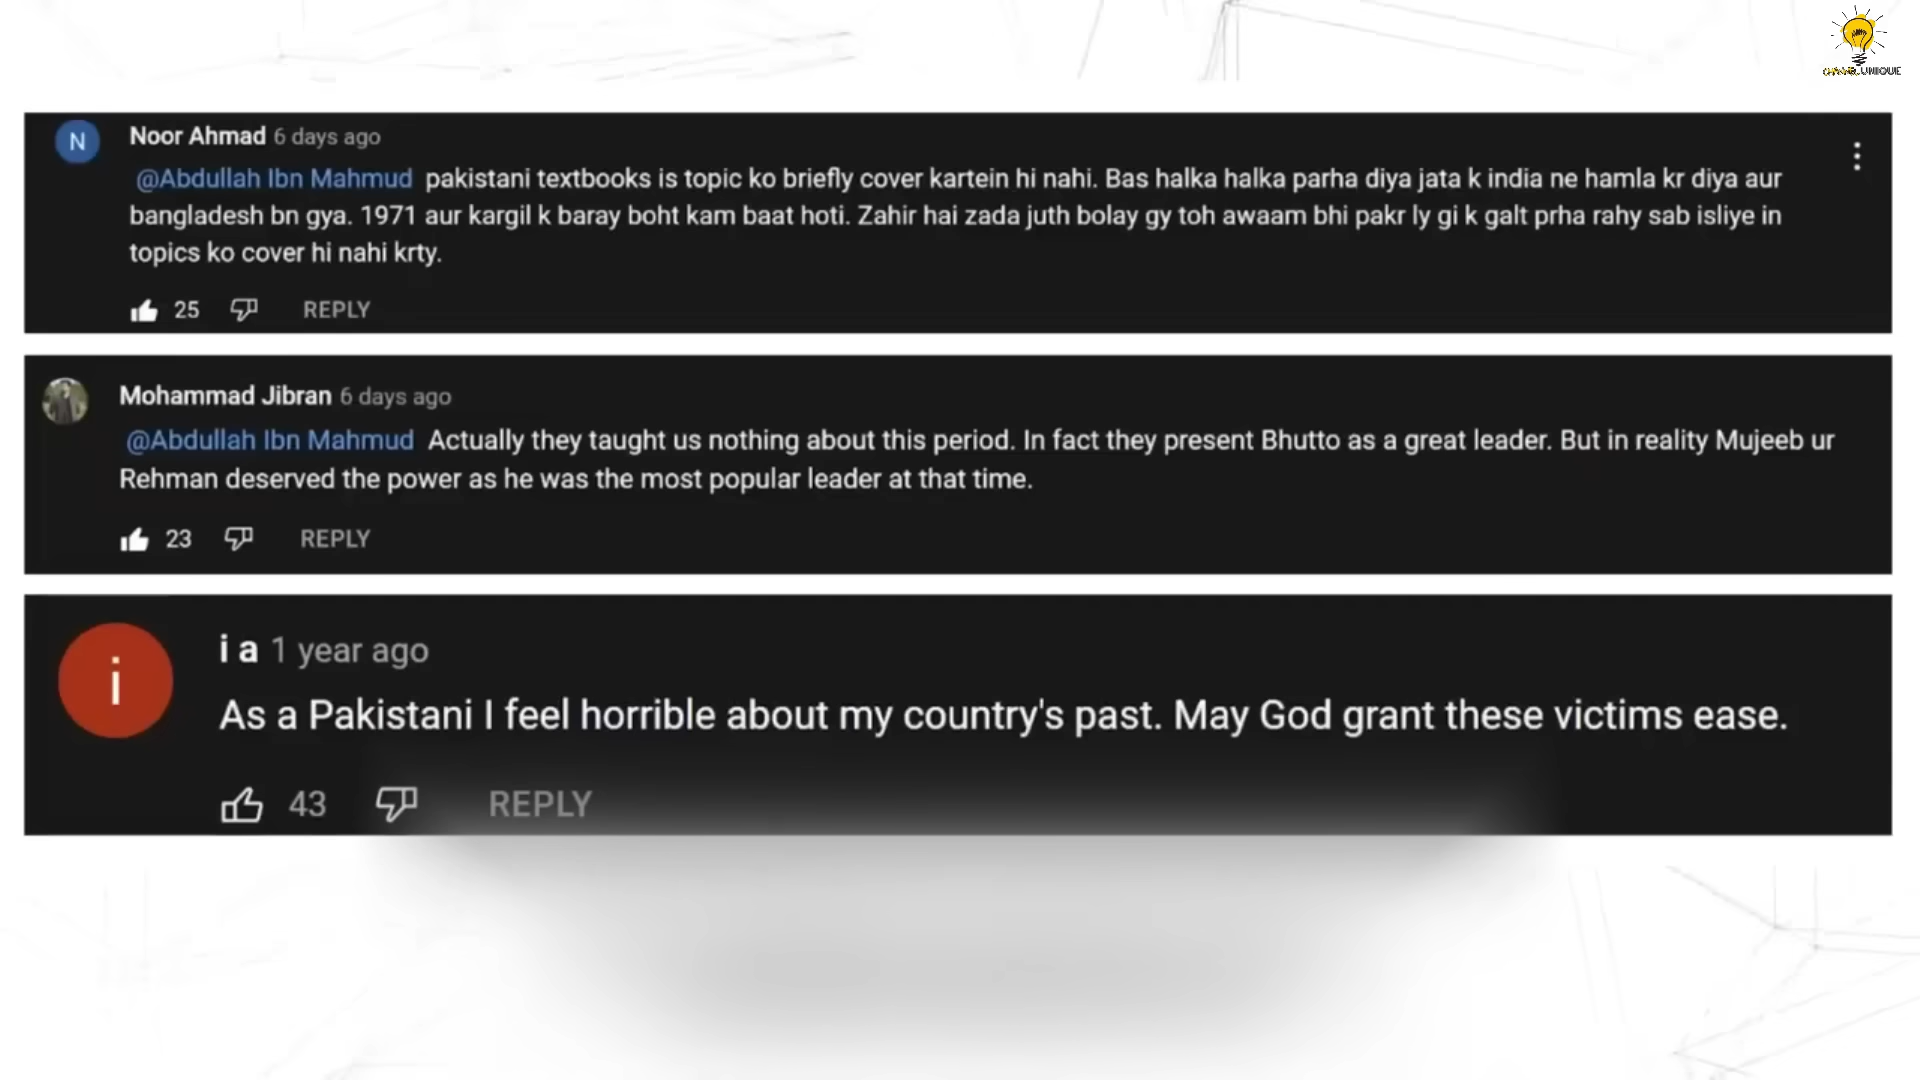 CHANNEL UNIQUE
N
Noor Ahmad 6 days ago
@Abdullah Ibn Mahmud pakistani textbooks is topic ko briefly cover kartein hi nahi. Bas halka halka parha diya jata k india ne hamla kr diya aur
bangladesh bn gya. 1971 aur kargil k baray boht kam baat hoti. Zahir hai zada juth bolay gy toh awaam bhi pakr ly gi k galt prha rahy sab isliye in
topics ko cover hi nahi krty.
25 REPLY
Mohammad Jibran 6 days ago
@Abdullah Ibn Mahmud Actually they taught us nothing about this period. In fact they present Bhutto as a great leader. But in reality Mujeeb ur
Rehman deserved the power as he was the most popular leader at that time.
23 REPLY
i
i a 1 year ago
As a Pakistani I feel horrible about my country's past. May God grant these victims ease.
43 REPLY